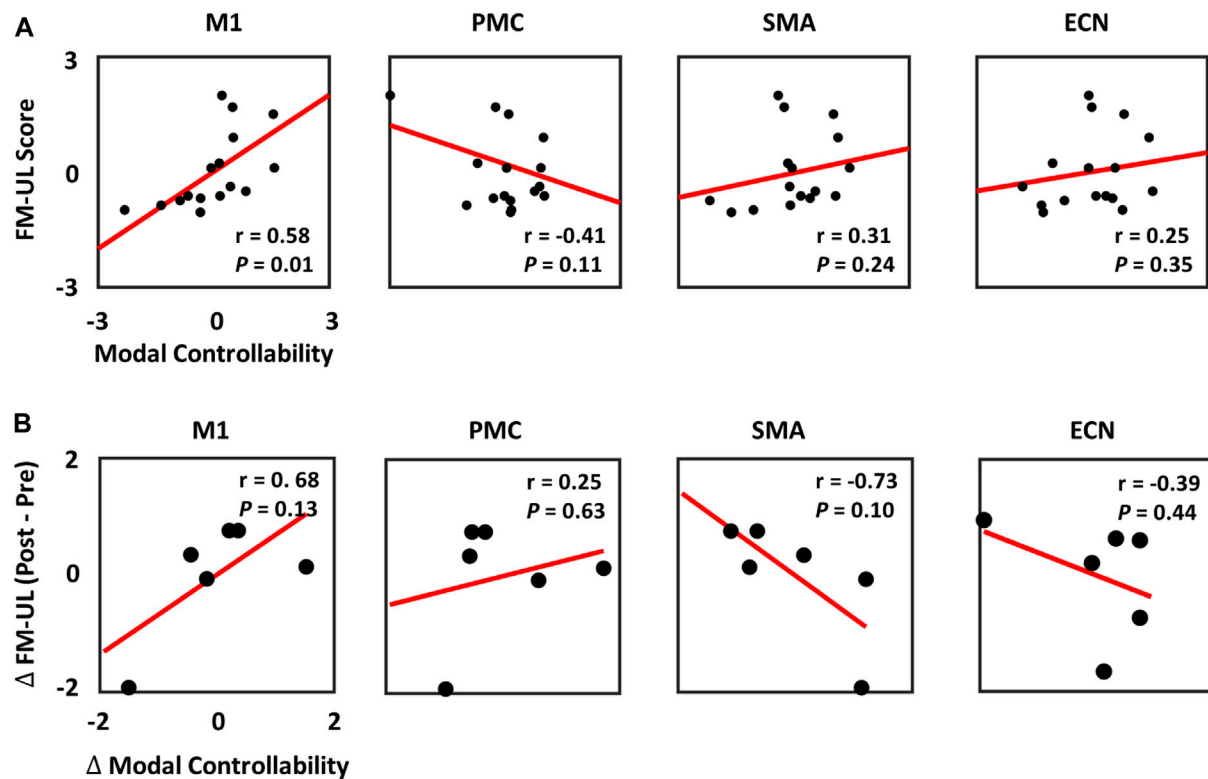 A
M1
PMC
SMA
ECN
FM-UL Score
3
0
-3
r = 0.58
P = 0.01
r = -0.41
P = 0.11
r = 0.31
P = 0.24
r = 0.25
P = 0.35
-3 0 3
Modal Controllability
B
M1
PMC
SMA
ECN
Δ FM-UL (Post - Pre)
2
0
-2
r = 0. 68
P = 0.13
r = 0.25
P = 0.63
r = -0.73
P = 0.10
r = -0.39
P = 0.44
-2 0 2
Δ Modal Controllability